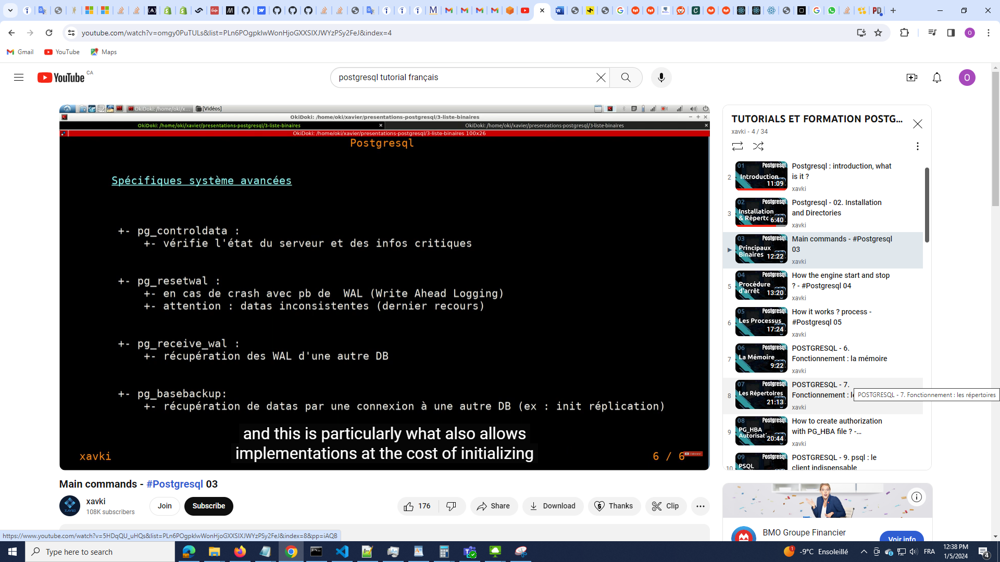 youtube.com/watch?v=omgy0PuTULs&list=PLn6POgpklwWonHjoGXXSIXJWYzPSy2FeJ&index=4
Gmail
YouTube
Maps
YouTube CA
postgresql tutorial français
OkiDoki: /home/oki/x...
[Vidéos]
OkiDoki: /home/oki/xavier/presentations-postgresql/3-liste-binaires
OkiDoki: /home/oki/xavier/presentations-postgresql/3-liste-binaires
OkiDoki: /home/oki/xavier/presentations-postgresql/3-liste-binaires
OkiDoki: /home/oki/xavier/presentations-postgresql/3-liste-binaires 100x26
Postgresql
Spécifiques système avancées
+- pg_controldata :
+- vérifie l'état du serveur et des infos critiques
+- pg_resetwal :
+- en cas de crash avec pb de WAL (Write Ahead Logging)
+- attention : datas inconsistentes (dernier recours)
+- pg_receive_wal :
+- récupération des WAL d'une autre DB
+- pg_basebackup:
+- récupération de datas par une connexion à une autre DB (ex : init réplication)
and this is particularly what also allows
implementations at the cost of initializing
xavki
6 / 6
Main commands - #Postgresql 03
xavki
108K subscribers
Join
Subscribe
176
Share
Download
Thanks
Clip
TUTORIALS ET FORMATION POSTG...
xavki - 4 / 34
2
01 Postgresql
Introduction
11:09
Postgresql : introduction, what
is it ?
xavki
3
02 Postgresql
Installation
& Réperto
6:40
Postgresql - 02. Installation
and Directories
xavki
03 Postgresql
Principaux
Binaires
12:22
Main commands - #Postgresql
03
xavki
5
04 Postgresql
Procédure
d'arrêt
13:20
How the engine start and stop
? - #Postgresql 04
xavki
6
05 Postgresql
Les Processus
17:24
How it works ? process -
#Postgresql 05
xavki
7
06 Postgresql
La Mémoire
9:22
POSTGRESQL - 6.
Fonctionnement : la mémoire
xavki
8
07 Postgresql
Les Répertoires
21:13
POSTGRESQL - 7.
Fonctionnement : l
xavki
POSTGRESQL - 7. Fonctionnement : les répertoires
9
08 Postgresql
PG_HBA
Autorisat
20:44
How to create authorization
with PG_HBA file ? -...
xavki
10
09 Postgresql
PSQL
POSTGRESQL - 9. psql : le
client indispensable
BMO Groupe Financier
Voir info
https://www.youtube.com/watch?v=5HDqQU_uHQs&list=PLn6POgpklwWonHjoGXXSIXJWYzPSy2FeJ&index=8&pp=iAQB
Type here to search
-9°C Ensoleillé
FRA
12:38 PM
1/5/2024
4